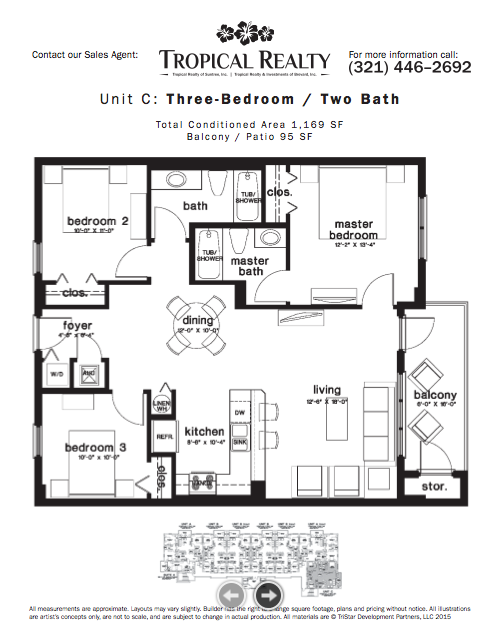 Contact our Sales Agent:
TROPICAL REALTY
Tropical Realty of Suntree, Inc. | Tropical Realty & Investments of Brevard, Inc.
For more information call:
(321) 446-2692
Unit C: Three-Bedroom / Two Bath
Total Conditioned Area 1,169 SF
Balcony / Patio 95 SF
bedroom 2
10'-0" X 11'-0"
bath
TUB/
SHOWER
clos.
master
bedroom
12'-2" X 13'-4"
TUB/
SHOWER
master
bath
clos.
foyer
W/D
dining
12'-0" X 10'-0"
living
12'-6" X 18'-0"
balcony
6'-0" X 16'-0"
LINEN
WH
DW
REFR.
kitchen
8'-6" X 10'-4"
SINK
RANGE
bedroom 3
10'-0" X 10'-0"
clos.
stor.
All measurements are approximate. Layouts may vary slightly. Builder has the right to change square footage, plans and pricing without notice. All illustrations
are artist's concepts only, are not to scale, and are subject to change in actual production. All materials are © TriStar Development Partners, LLC 2015